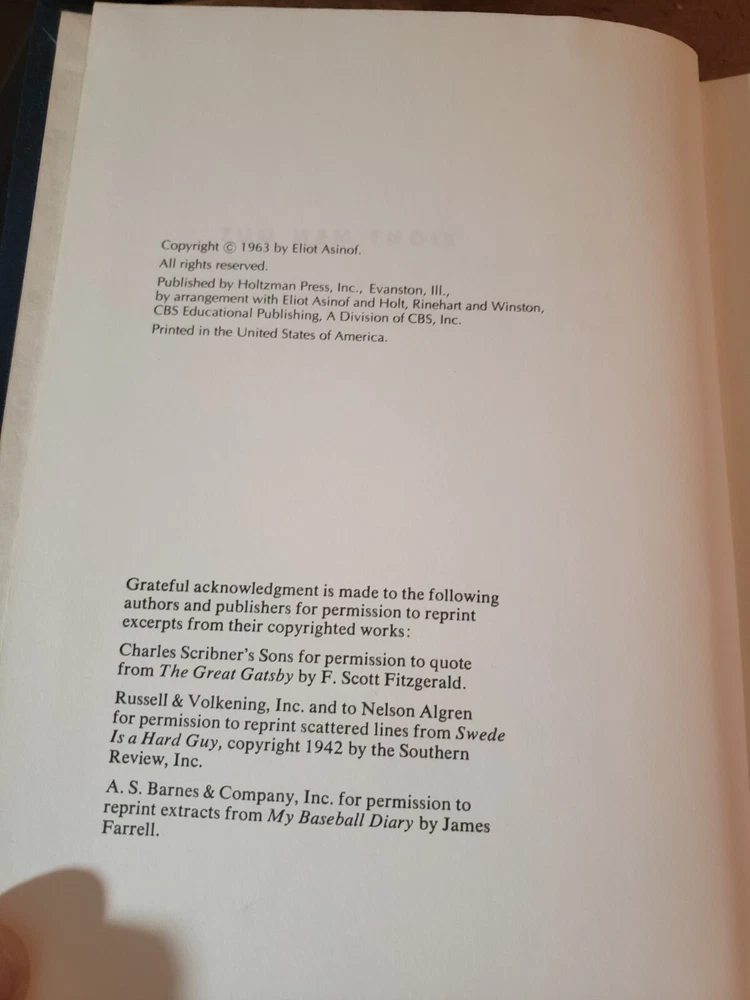 Copyright © 1963 by Eliot Asinof.
All rights reserved.
Published by Holtzman Press, Inc., Evanston, Ill.,
by arrangement with Eliot Asinof and Holt, Rinehart and Winston,
CBS Educational Publishing, A Division of CBS, Inc.
Printed in the United States of America.
Grateful acknowledgment is made to the following
authors and publishers for permission to reprint
excerpts from their copyrighted works:
Charles Scribner's Sons for permission to quote
from The Great Gatsby by F. Scott Fitzgerald.
Russell & Volkening, Inc. and to Nelson Algren
for permission to reprint scattered lines from Swede
Is a Hard Guy, copyright 1942 by the Southern
Review, Inc.
A. S. Barnes & Company, Inc. for permission to
reprint extracts from My Baseball Diary by James
Farrell.